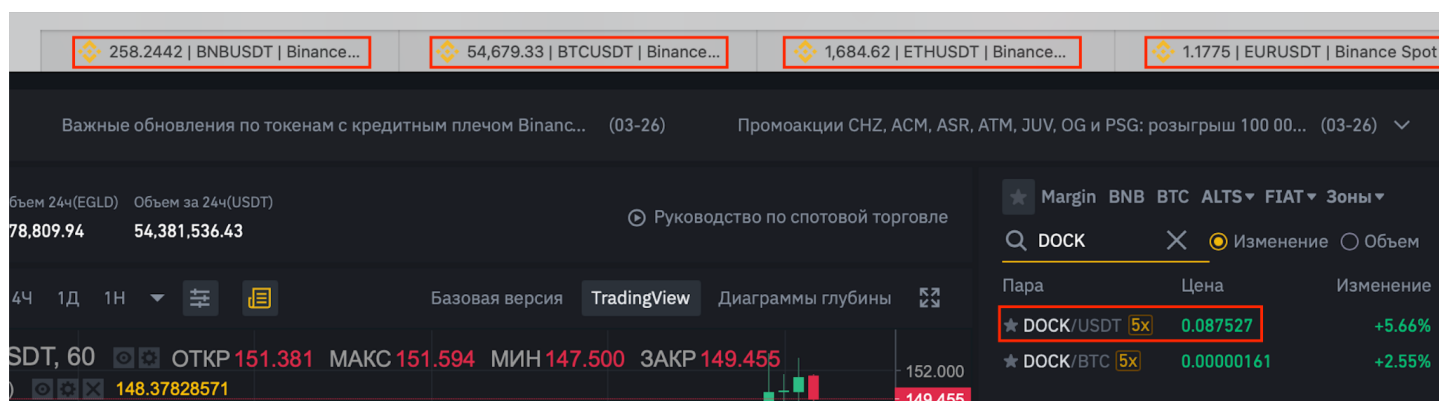 258.2442 | BNBUSDT | Binance... 54,679.33 | BTCUSDT | Binance... 1,684.62 | ETHUSDT | Binance... 1.1775 | EURUSDT | Binance Spot
Важные обновления по токенам с кредитным плечом Binanc... (03-26) Промоакции CHZ, ACM, ASR, ATM, JUV, OG и PSG: розыгрыш 100 00... (03-26)
бъем 24ч(EGLD) Объем за 24ч(USDT)
78,809.94 54,381,536.43
Руководство по спотовой торговле
Margin BNB BTC ALTS FIAT Зоны
DOCK Изменение Объем
Пара Цена Изменение
4Ч 1Д 1Н Базовая версия TradingView Диаграммы глубины
DOCK/USDT 5x 0.087527 +5.66%
DOCK/BTC 5x 0.00000161 +2.55%
SDT, 60 ОТКР 151.381 МАКС 151.594 МИН 147.500 ЗАКР 149.455
152.000
) 148.37828571
149.455